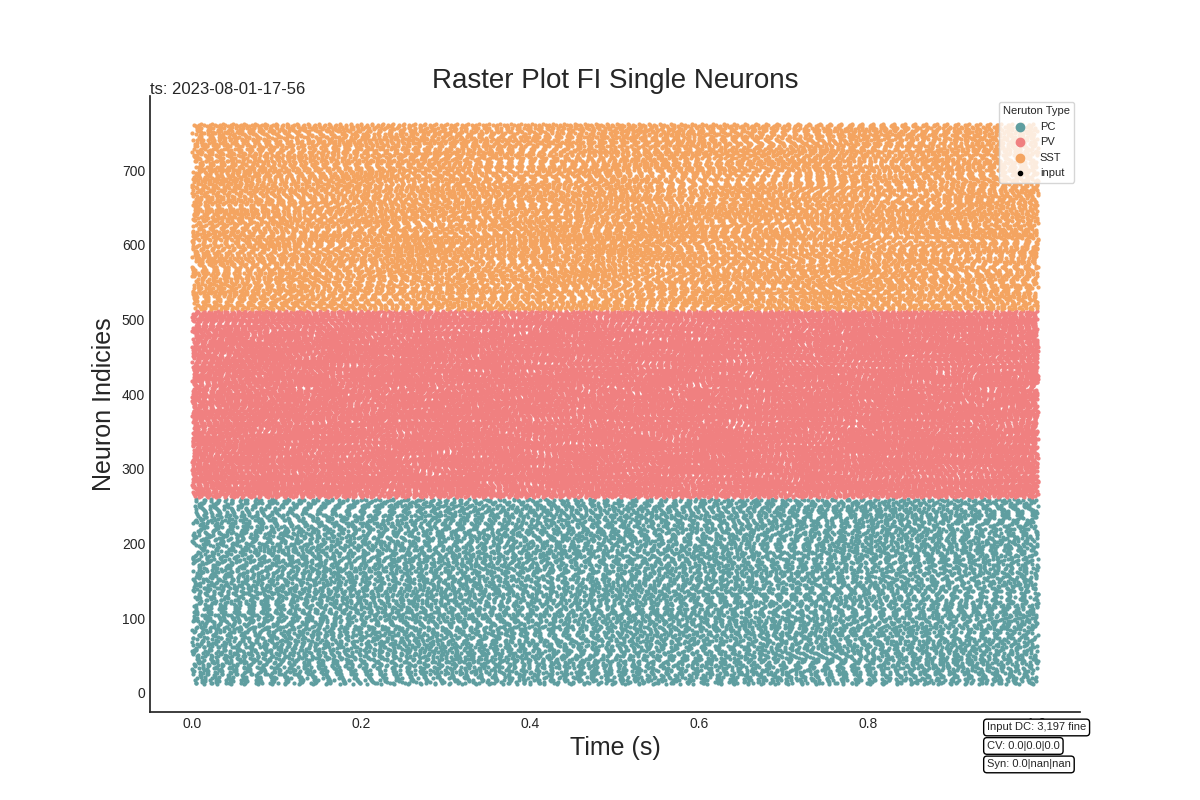 Raster Plot FI Single Neurons
ts: 2023-08-01-17-56
Neruton Type
PC
PV
SST
input
Neuron Indicies
700
600
500
400
300
200
100
0
0.0 0.2 0.4 0.6 0.8
Time (s)
Input DC: 3,197 fine
CV: 0.0|0.0|0.0
Syn: 0.0|nan|nan